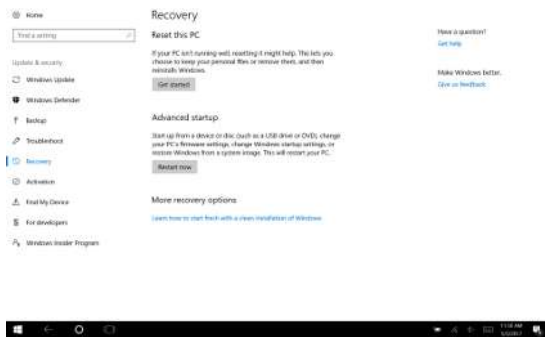 Home
Find a setting
Update & security
Windows Update
Windows Defender
Backup
Troubleshoot
Recovery
Activation
Find My Device
For developers
Windows Insider Program
Recovery
Reset this PC
If your PC isn't running well, resetting it might help. This lets you
choose to keep your personal files or remove them, and then
reinstalls Windows.
Get started
Advanced startup
Start up from a device or disc (such as a USB drive or DVD), change
your PC's firmware settings, change Windows startup settings, or
restore Windows from a system image. This will restart your PC.
Restart now
More recovery options
Learn how to start fresh with a clean installation of Windows
Have a question?
Get help
Make Windows better.
Give us feedback